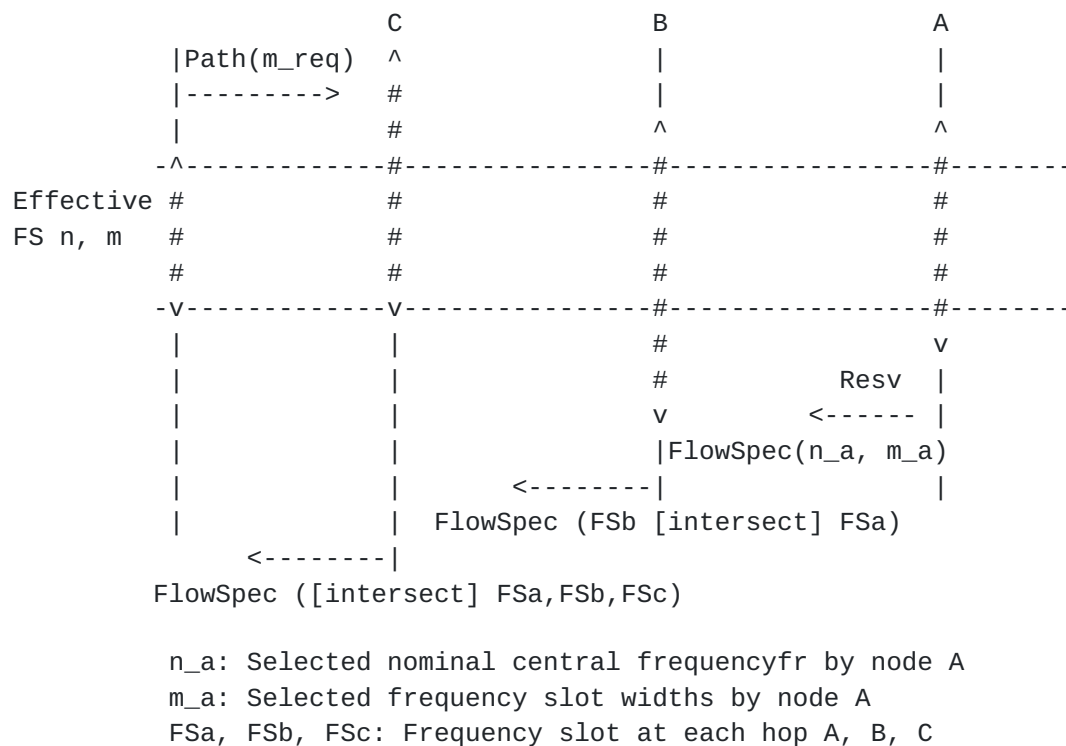 C                B                 A
          |Path(m_req)  ^                |                 |
          |--------->   #                |                 |
          |             #                ^                 ^
         -^-------------#----------------#-----------------#--------
Effective #             #                #                 #
FS n, m   #             #                #                 #
          #             #                #                 #
         -v-------------v----------------#-----------------#--------
          |             |                #                 v
          |             |                #           Resv  |
          |             |                v         <------ |
          |             |                |FlowSpec(n_a, m_a)
          |             |       <--------|                 |
          |             |  FlowSpec (FSb [intersect] FSa)
               <--------|
         FlowSpec ([intersect] FSa,FSb,FSc)

          n_a: Selected nominal central frequencyfr by node A
          m_a: Selected frequency slot widths by node A
          FSa, FSb, FSc: Frequency slot at each hop A, B, C